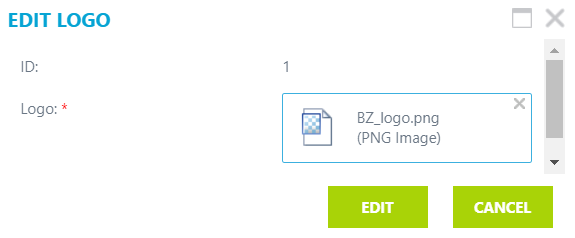 EDIT LOGO
ID: 1
Logo: *
BZ_logo.png
(PNG Image)
EDIT CANCEL